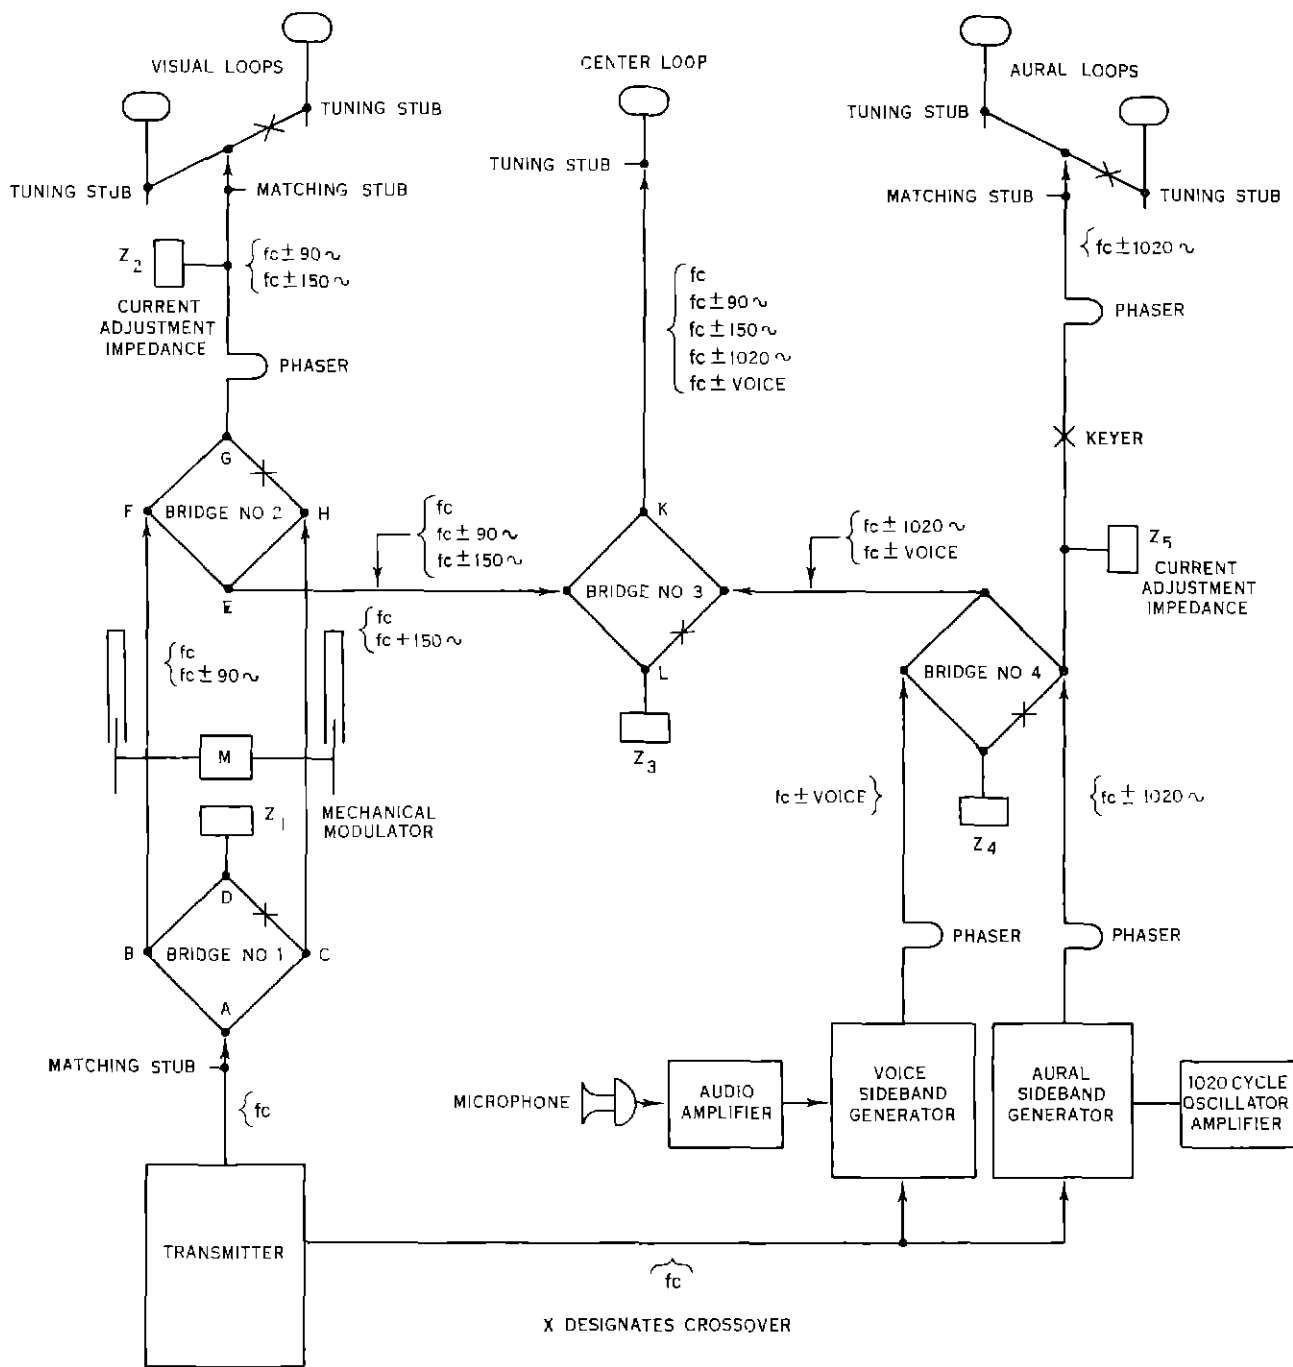 VISUAL LOOPS
CENTER LOOP
AURAL LOOPS
TUNING STUB
TUNING STUB
TUNING STUB
TUNING STUB
MATCHING STUB
MATCHING STUB
TUNING STUB
Z2
fc ± 90 ~
fc ± 150 ~
fc ± 1020 ~
CURRENT
ADJUSTMENT
IMPEDANCE
fc
fc ± 90 ~
fc ± 150 ~
fc ± 1020 ~
fc ± VOICE
PHASER
PHASER
KEYER
G
F
BRIDGE NO 2
H
E
fc
fc ± 90 ~
fc ± 150 ~
K
BRIDGE NO 3
L
Z3
fc ± 1020 ~
fc ± VOICE
Z5
CURRENT
ADJUSTMENT
IMPEDANCE
fc
fc ± 90 ~
fc
fc + 150 ~
BRIDGE NO 4
Z4
M
MECHANICAL
MODULATOR
Z1
fc ± VOICE
fc ± 1020 ~
D
B
BRIDGE NO 1
C
A
PHASER
PHASER
MATCHING STUB
fc
MICROPHONE
AUDIO
AMPLIFIER
VOICE
SIDEBAND
GENERATOR
AURAL
SIDEBAND
GENERATOR
1020 CYCLE
OSCILLATOR
AMPLIFIER
TRANSMITTER
fc
X DESIGNATES CROSSOVER